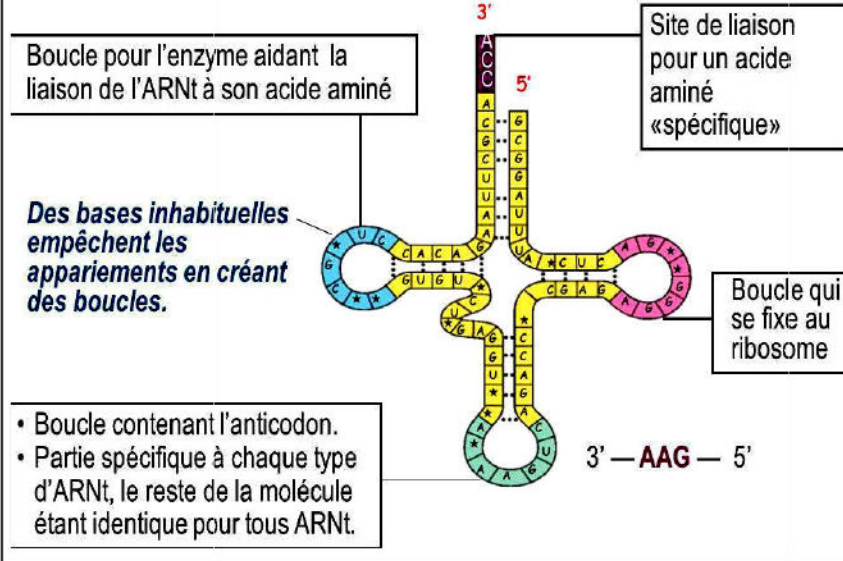 3’
Boucle pour l’enzyme aidant la
liaison de l’ARNt à son acide aminé
Site de liaison
pour un acide
aminé
«spécifique»
A
C
C
5’
A
C
G
C
U
U
A
A
G
C
G
G
A
U
U
U
Des bases inhabituelles
empêchent les
appariements en créant
des boucles.
★ U C C A C A G
A ★ C U C A G ★ ★
G C ★ ★ G U G U ★
C G A G A G G G
C U ★ G A G
G U ★ ★
★ C C A G A
A ★ A A G U C
Boucle qui
se fixe au
ribosome
• Boucle contenant l’anticodon.
• Partie spécifique à chaque type
d’ARNt, le reste de la molécule
étant identique pour tous ARNt.
3’ — AAG — 5’